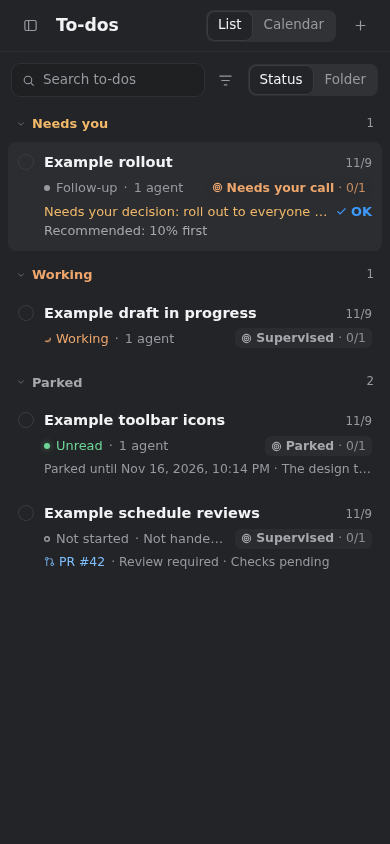 To-dos
List
Calendar
Search to-dos
Status
Folder
Needs you
1
Example rollout
11/9
Follow-up · 1 agent
Needs your call · 0/1
Needs your decision: roll out to everyone …
OK
Recommended: 10% first
Working
1
Example draft in progress
11/9
Working · 1 agent
Supervised · 0/1
Parked
2
Example toolbar icons
11/9
Unread · 1 agent
Parked · 0/1
Parked until Nov 16, 2026, 10:14 PM · The design t…
Example schedule reviews
11/9
Not started · Not hande…
Supervised · 0/1
PR #42 · Review required · Checks pending